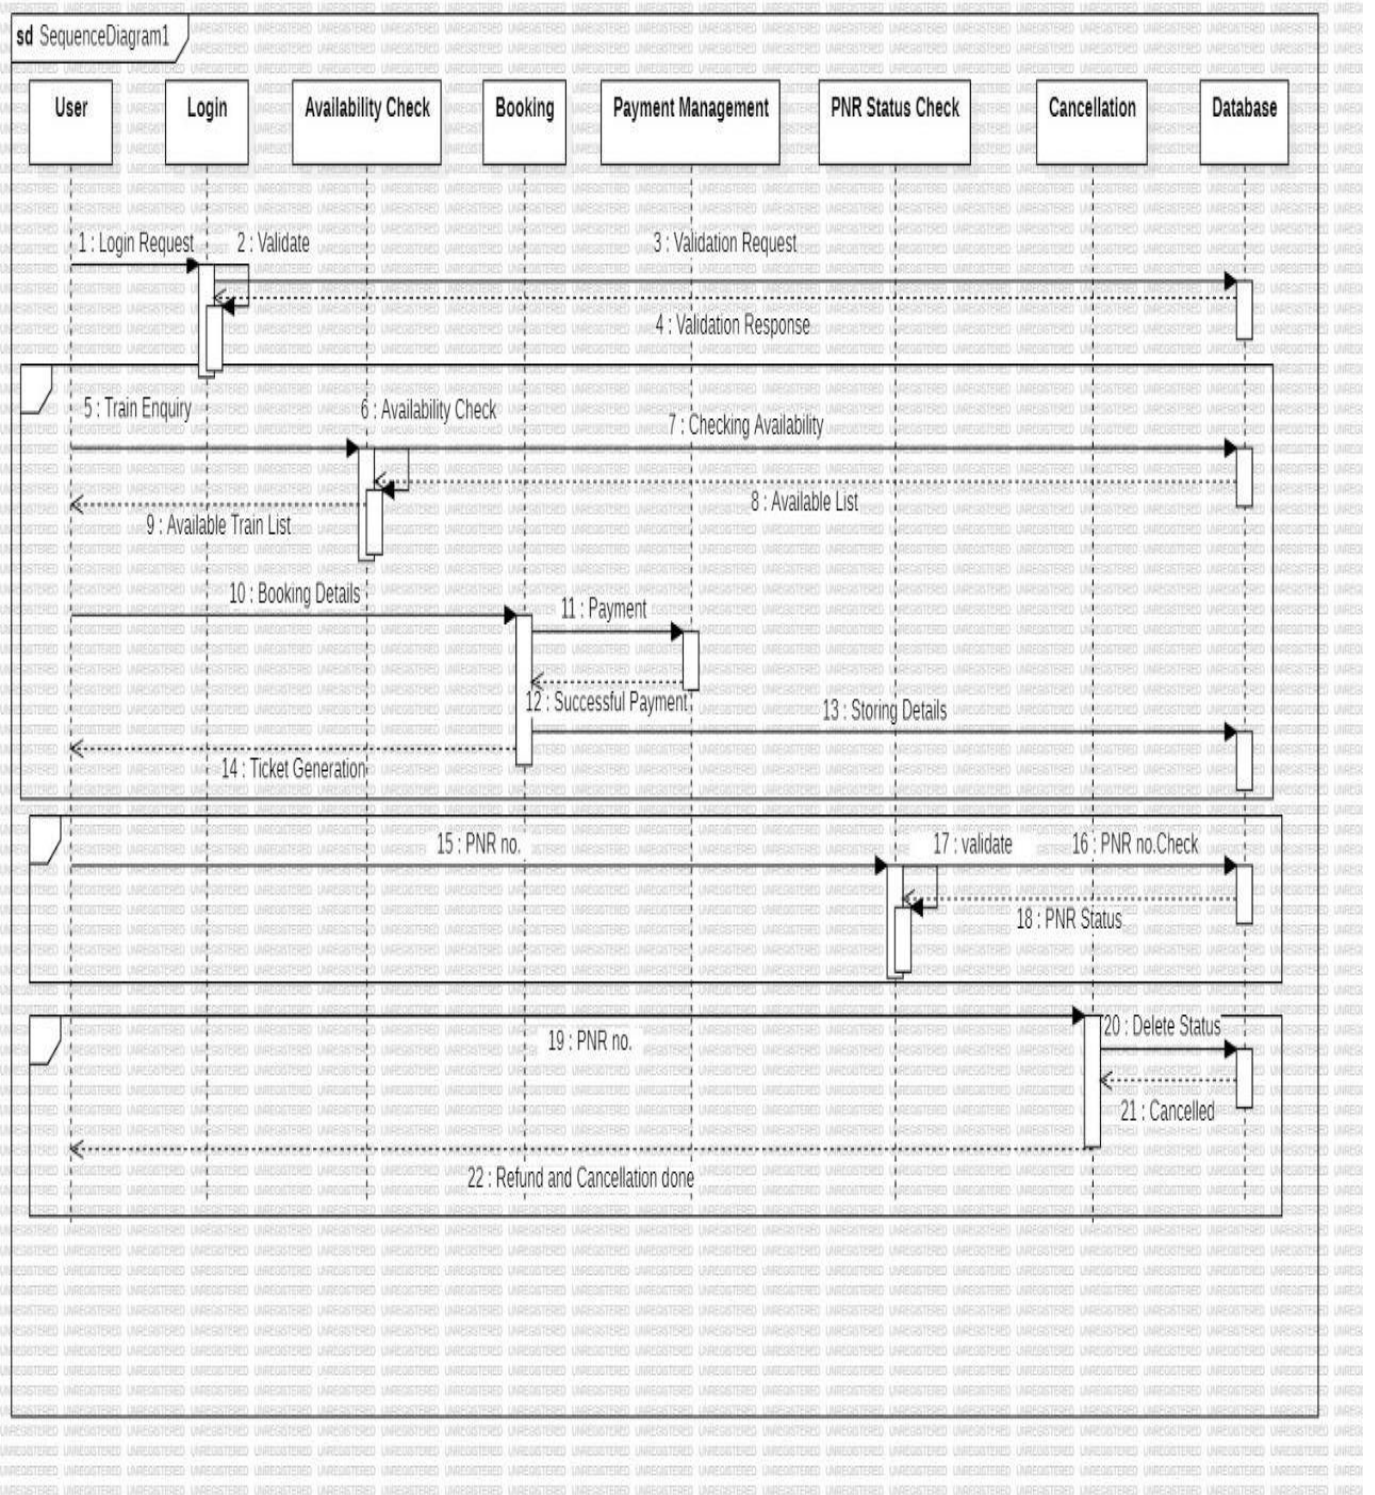 sd SequenceDiagram1
User
Login
Availability Check
Booking
Payment Management
PNR Status Check
Cancellation
Database
1 : Login Request
2 : Validate
3 : Validation Request
4 : Validation Response
5 : Train Enquiry
6 : Availability Check
7 : Checking Availability
8 : Available List
9 : Available Train List
10 : Booking Details
11 : Payment
12 : Successful Payment
13 : Storing Details
14 : Ticket Generation
15 : PNR no.
17 : validate
16 : PNR no.Check
18 : PNR Status
19 : PNR no.
20 : Delete Status
21 : Cancelled
22 : Refund and Cancellation done
UNREGISTERED